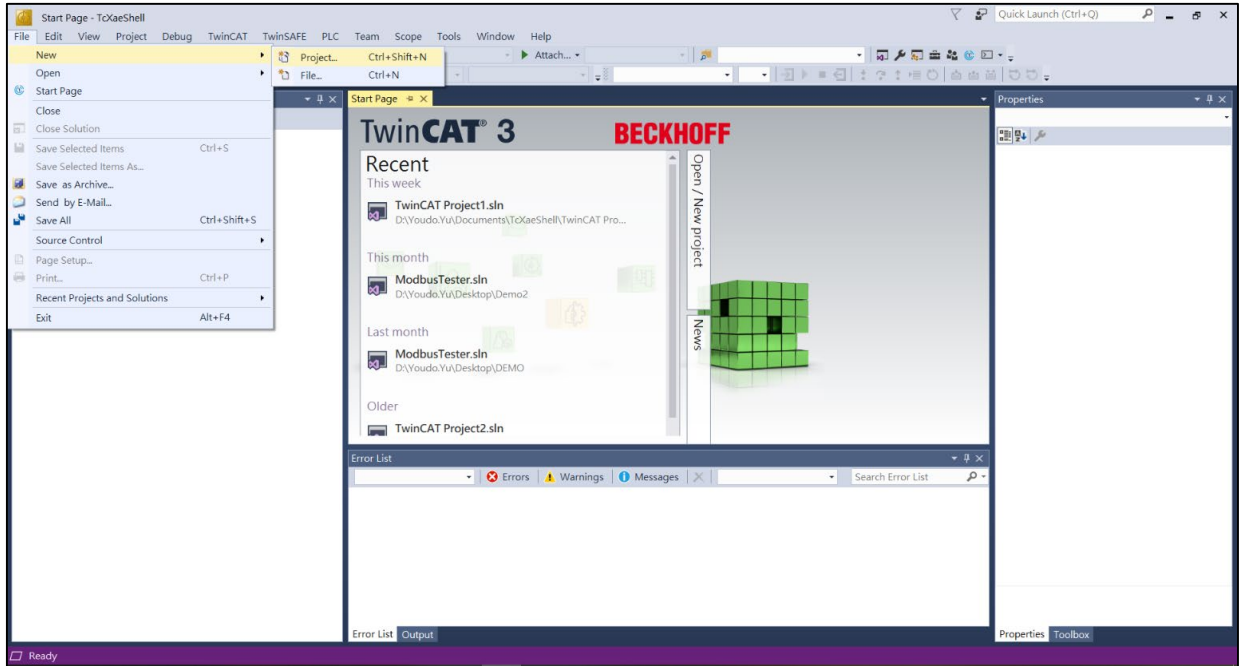 Start Page - TcXaeShell
Quick Launch (Ctrl+Q)
File Edit View Project Debug TwinCAT TwinSAFE PLC Team Scope Tools Window Help
New
Project... Ctrl+Shift+N
Attach...
Open
File... Ctrl+N
Start Page
Close
Close Solution
Save Selected Items Ctrl+S
Save Selected Items As...
Save as Archive...
Send by E-Mail...
Save All Ctrl+Shift+S
Source Control
Page Setup...
Print... Ctrl+P
Recent Projects and Solutions
Exit Alt+F4
Start Page
TwinCAT® 3
BECKHOFF
Recent
This week
TwinCAT Project1.sln
D:\Youdo.Yu\Documents\TcXaeShell\TwinCAT Pro...
This month
ModbusTester.sln
D:\Youdo.Yu\Desktop\Demo2
Last month
ModbusTester.sln
D:\Youdo.Yu\Desktop\DEMO
Older
TwinCAT Project2.sln
Open / New project
News
Properties
Error List
Errors Warnings Messages
Search Error List
Error List Output
Properties Toolbox
Ready